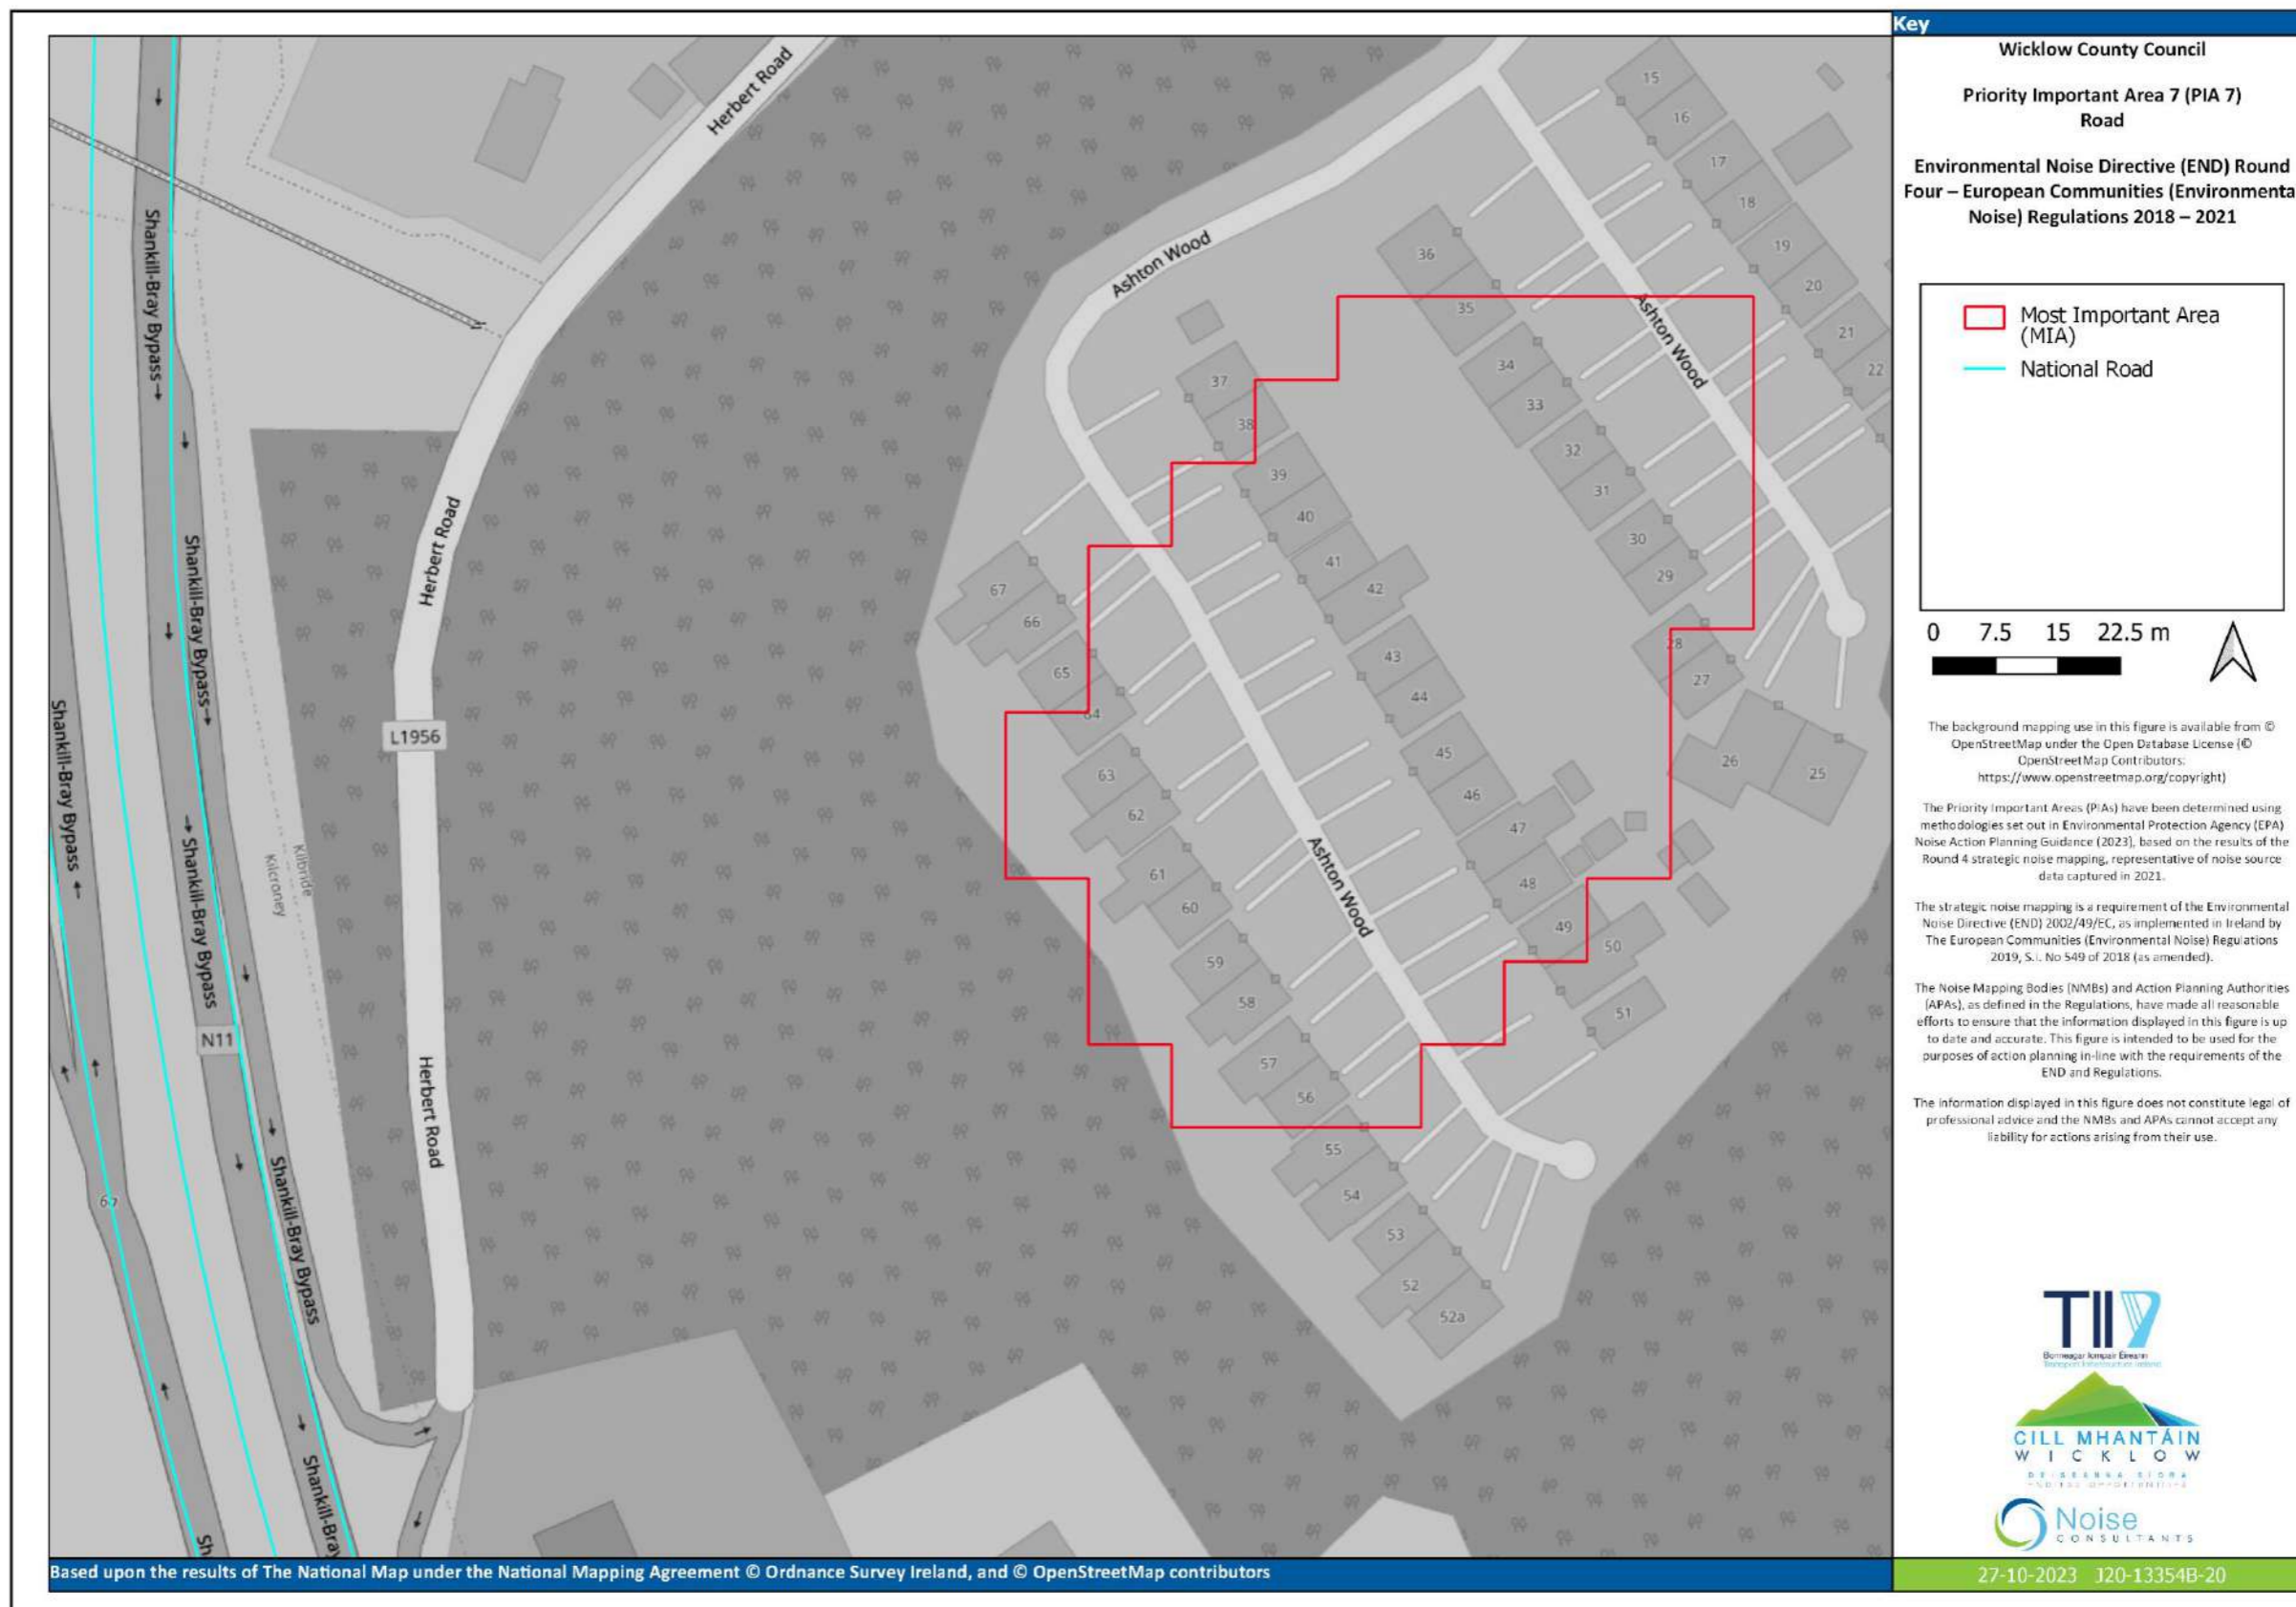 Key
Wicklow County Council
Priority Important Area 7 (PIA 7)
Road
Environmental Noise Directive (END) Round
Four – European Communities (Environmenta
Noise) Regulations 2018 – 2021
Most Important Area
(MIA)
National Road
0 7.5 15 22.5 m
The background mapping use in this figure is available from ©
OpenStreetMap under the Open Database License (©
OpenStreetMap Contributors:
https://www.openstreetmap.org/copyright)
The Priority Important Areas (PIAs) have been determined using
methodologies set out in Environmental Protection Agency (EPA)
Noise Action Planning Guidance (2023), based on the results of the
Round 4 strategic noise mapping, representative of noise source
data captured in 2021.
The strategic noise mapping is a requirement of the Environmental
Noise Directive (END) 2002/49/EC, as implemented in Ireland by
The European Communities (Environmental Noise) Regulations
2019, S.I. No 549 of 2018 (as amended).
The Noise Mapping Bodies (NMBs) and Action Planning Authorities
(APAs), as defined in the Regulations, have made all reasonable
efforts to ensure that the information displayed in this figure is up
to date and accurate. This figure is intended to be used for the
purposes of action planning in-line with the requirements of the
END and Regulations.
The information displayed in this figure does not constitute legal of
professional advice and the NMBs and APAs cannot accept any
liability for actions arising from their use.
TII
Bonneagar Iompair Éireann
Transport Infrastructure Ireland
CILL MHANTÁIN
WICKLOW
Noise
CONSULTANTS
27-10-2023 J20-13354B-20
Herbert Road
Herbert Road
Herbert Road
L1956
Shankill-Bray Bypass
Shankill-Bray Bypass
Shankill-Bray Bypass
Shankill-Bray Bypass
Shankill-Bray Bypass
Shankill-Bray
Sh
N11
Kilbride
Kilcroney
Ashton Wood
Ashton Wood
Ashton Wood
15
16
17
18
19
20
21
22
36
35
34
33
32
31
30
29
28
27
26
25
37
38
39
40
41
42
43
44
45
46
47
48
49
50
51
67
66
65
64
63
62
61
60
59
58
57
56
55
54
53
52
52a
Based upon the results of The National Map under the National Mapping Agreement © Ordnance Survey Ireland, and © OpenStreetMap contributors